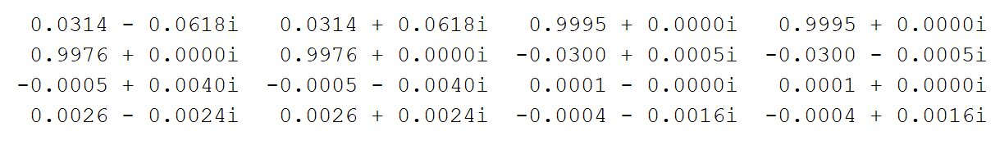 0.0314 - 0.0618i 0.0314 + 0.0618i 0.9995 + 0.0000i 0.9995 + 0.0000i
0.9976 + 0.0000i 0.9976 + 0.0000i -0.0300 + 0.0005i -0.0300 - 0.0005i
-0.0005 + 0.0040i -0.0005 - 0.0040i 0.0001 - 0.0000i 0.0001 + 0.0000i
0.0026 - 0.0024i 0.0026 + 0.0024i -0.0004 - 0.0016i -0.0004 + 0.0016i